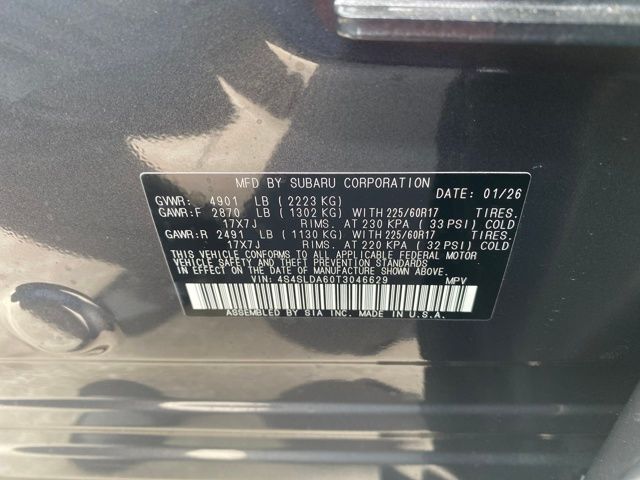 MFD BY SUBARU CORPORATION
DATE: 01/26
GVWR: 4901 LB (2223 KG)
GAWR:F 2870 LB (1302 KG) WITH 225/60R17 TIRES.
17X7J RIMS. AT 230 KPA (33 PSI) COLD
GAWR:R 2491 LB (1130 KG) WITH 225/60R17 TIRES.
17X7J RIMS. AT 220 KPA (32 PSI) COLD
THIS VEHICLE CONFORMS TO ALL APPLICABLE FEDERAL MOTOR
VEHICLE SAFETY AND THEFT PREVENTION STANDARDS
IN EFFECT ON THE DATE OF MANUFACTURE SHOWN ABOVE.
VIN: 4S4SLDA60T3046629 MPV
ASSEMBLED BY SIA INC. MADE IN U.S.A.